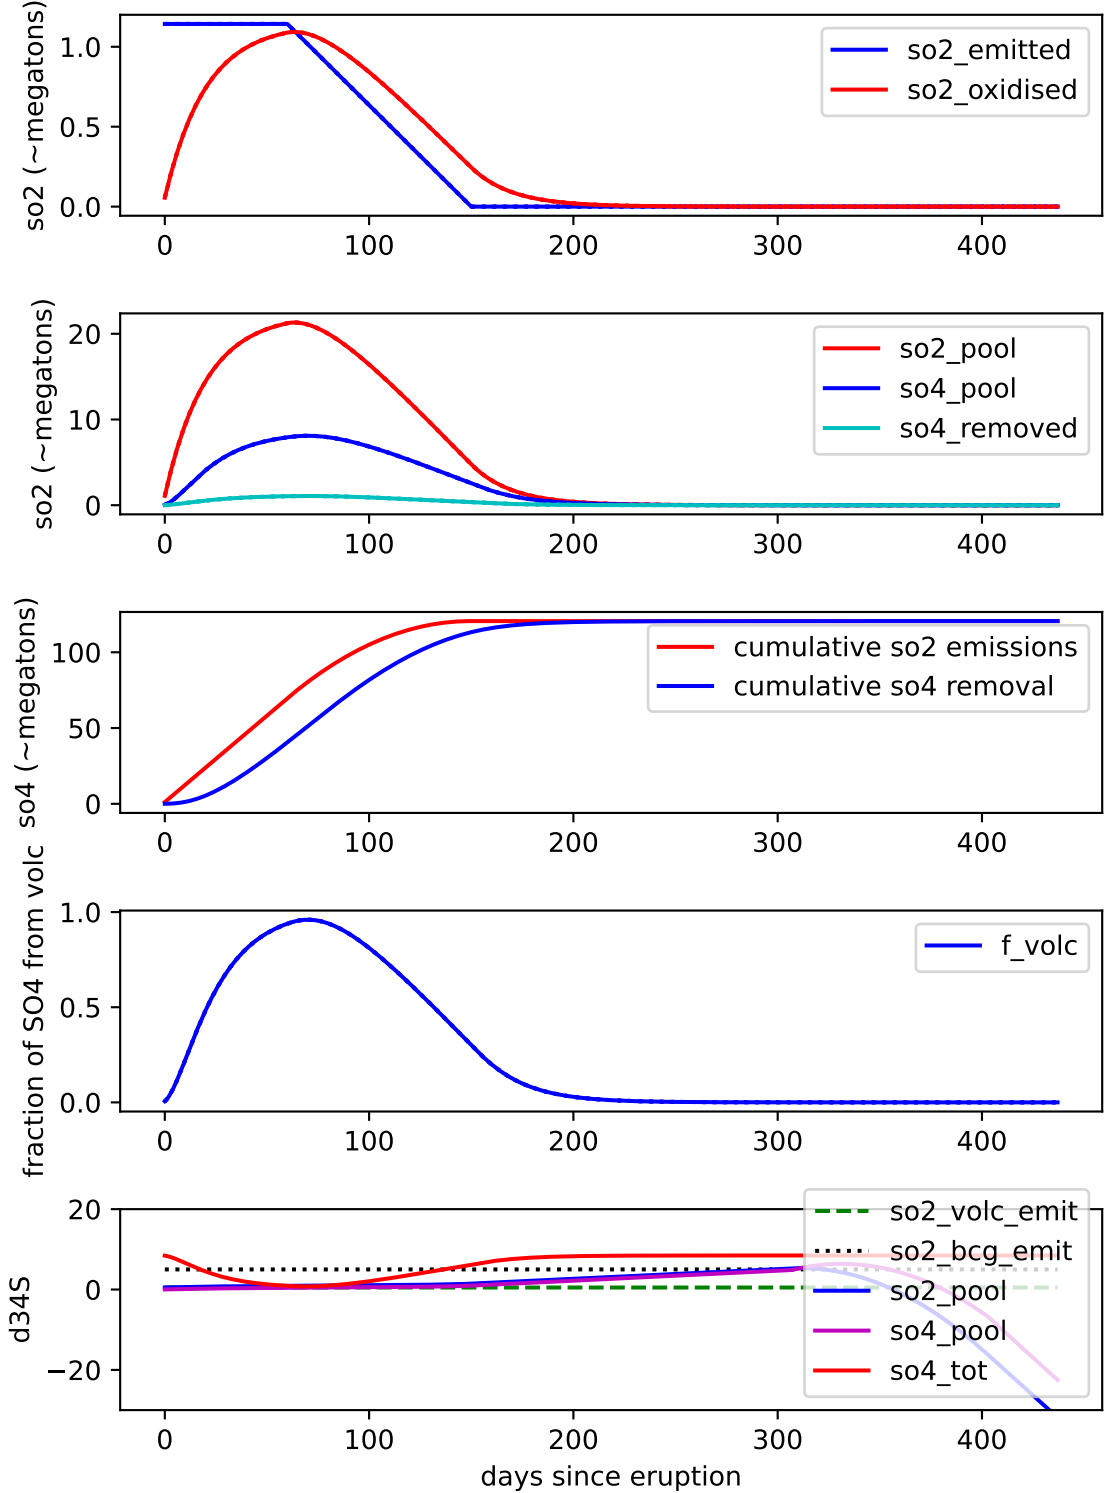 so2 (~megatons)
1.0
0.5
0.0
so2_emitted
so2_oxidised
0 100 200 300 400
so2 (~megatons)
20
10
0
so2_pool
so4_pool
so4_removed
0 100 200 300 400
so4 (~megatons)
100
50
0
cumulative so2 emissions
cumulative so4 removal
0 100 200 300 400
fraction of SO4 from volc
1.0
0.5
0.0
f_volc
0 100 200 300 400
d34S
20
0
−20
so2_volc_emit
so2_bcg_emit
so2_pool
so4_pool
so4_tot
0 100 200 300 400
days since eruption